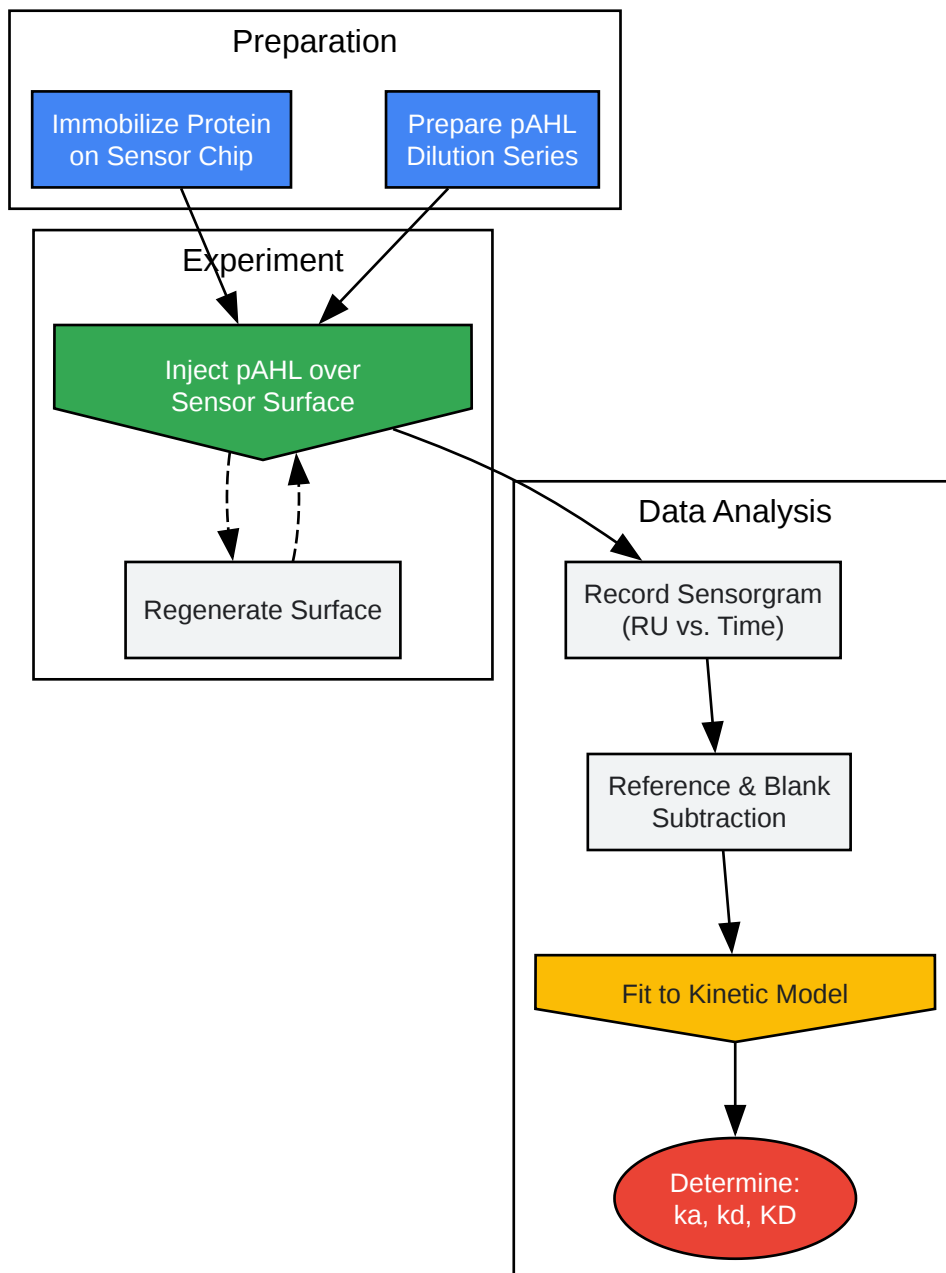 Preparation
Immobilize Protein
on Sensor Chip
Prepare pAHL
Dilution Series
Experiment
Inject pAHL over
Sensor Surface
Regenerate Surface
Data Analysis
Record Sensorgram
(RU vs. Time)
Reference & Blank
Subtraction
Fit to Kinetic Model
Determine:
ka, kd, KD